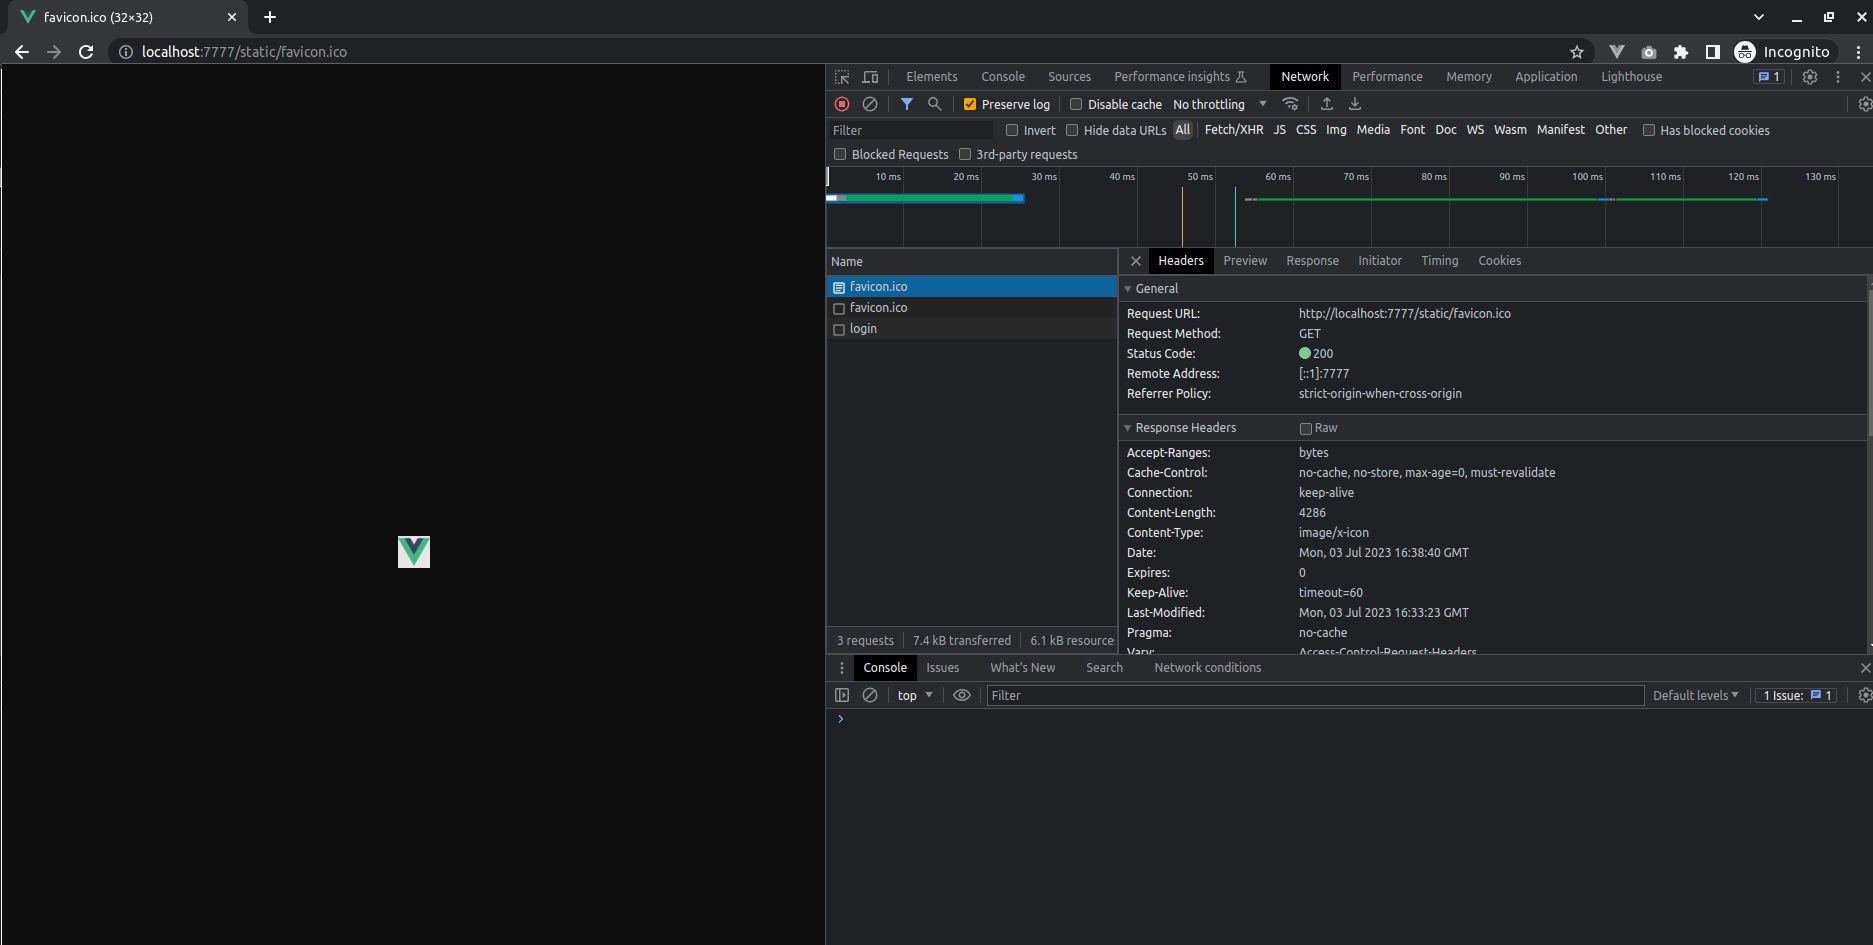 favicon.ico (32×32)
localhost:7777/static/favicon.ico
Incognito
Elements Console Sources Performance insights Network Performance Memory Application Lighthouse 1
Preserve log Disable cache No throttling
Filter Invert Hide data URLs All Fetch/XHR JS CSS Img Media Font Doc WS Wasm Manifest Other Has blocked cookies
Blocked Requests 3rd-party requests
10 ms 20 ms 30 ms 40 ms 50 ms 60 ms 70 ms 80 ms 90 ms 100 ms 110 ms 120 ms 130 ms
Name
favicon.ico
favicon.ico
login
3 requests 7.4 kB transferred 6.1 kB resource
Headers Preview Response Initiator Timing Cookies
General
Request URL: http://localhost:7777/static/favicon.ico
Request Method: GET
Status Code: 200
Remote Address: [::1]:7777
Referrer Policy: strict-origin-when-cross-origin
Response Headers Raw
Accept-Ranges: bytes
Cache-Control: no-cache, no-store, max-age=0, must-revalidate
Connection: keep-alive
Content-Length: 4286
Content-Type: image/x-icon
Date: Mon, 03 Jul 2023 16:38:40 GMT
Expires: 0
Keep-Alive: timeout=60
Last-Modified: Mon, 03 Jul 2023 16:33:23 GMT
Pragma: no-cache
Vary: Access-Control-Request-Headers
Console Issues What's New Search Network conditions
top Filter Default levels 1 Issue: 1